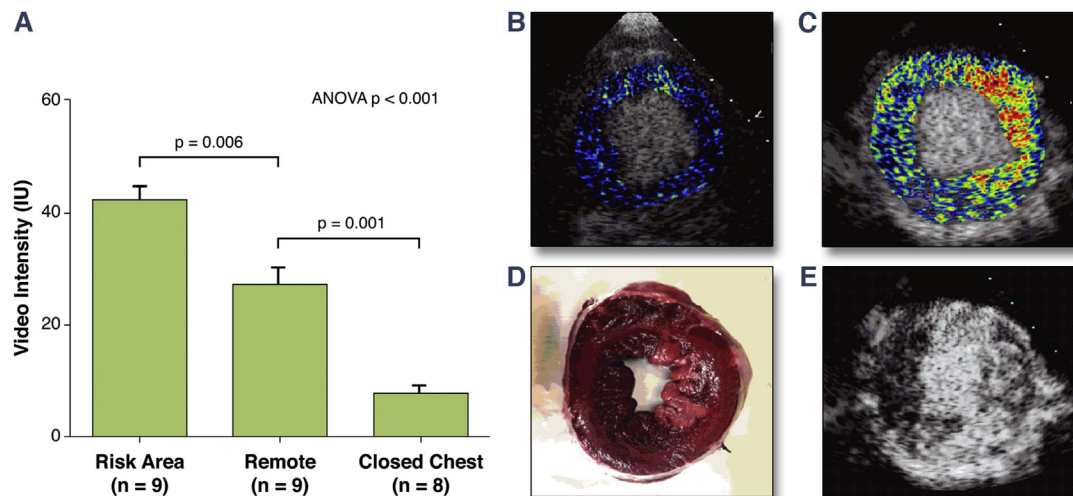 A
B
C
60
ANOVA p < 0.001
p = 0.006
40
p = 0.001
Video Intensity (IU)
20
0
Risk Area
(n = 9)
Remote
(n = 9)
Closed Chest
(n = 8)
D
E